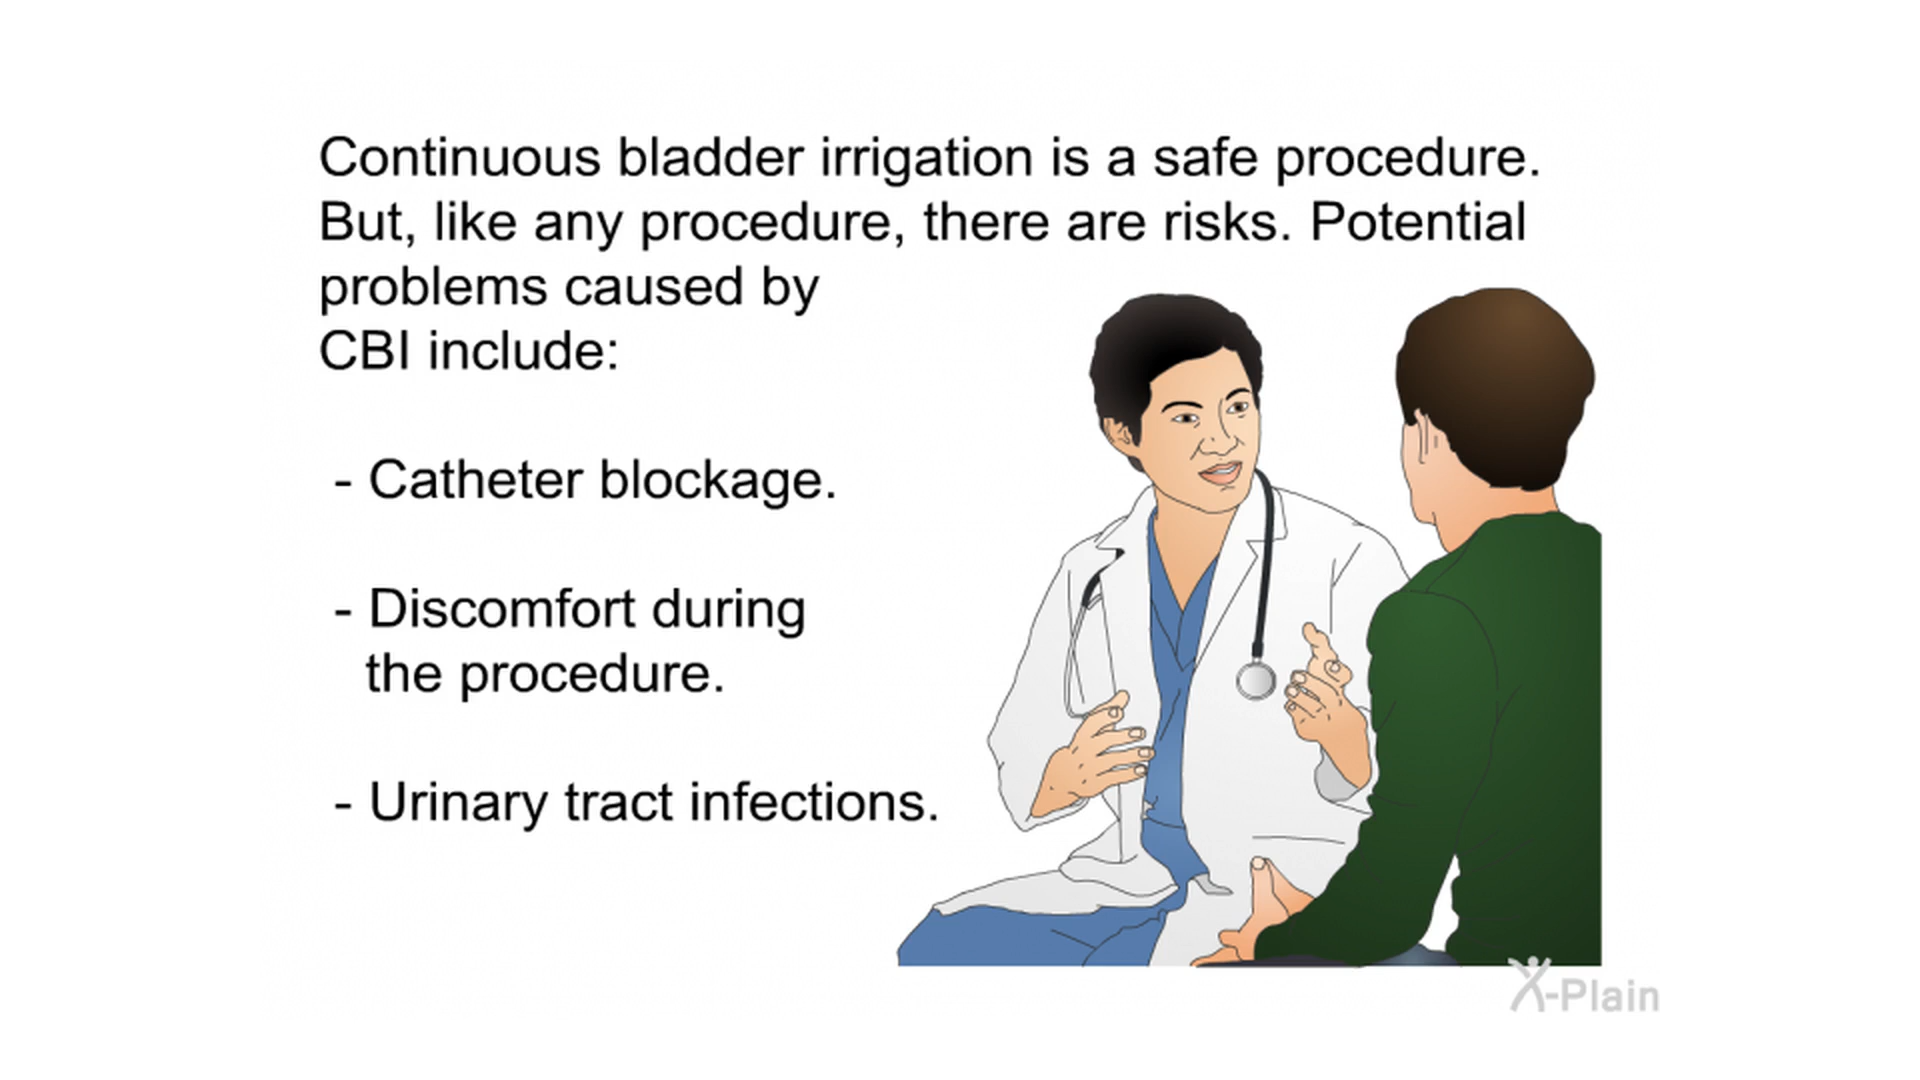 Continuous bladder irrigation is a safe procedure.
But, like any procedure, there are risks. Potential
problems caused by
CBI include:
- Catheter blockage.
- Discomfort during
the procedure.
- Urinary tract infections.
X-Plain